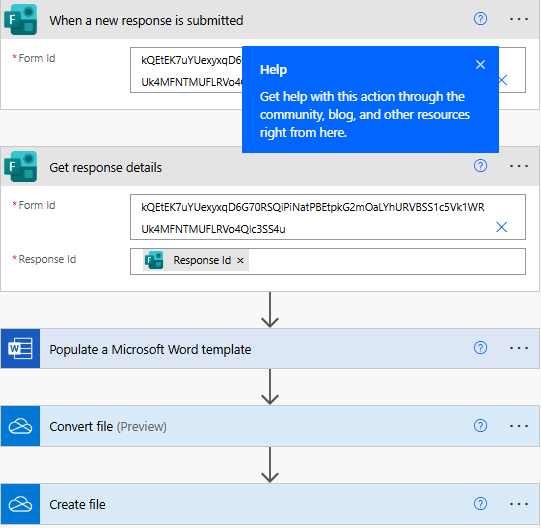 When a new response is submitted
* Form Id
kQEtEK7uYUexyxqD6
Uk4MFNTMUFLRVo4
Help
Get help with this action through the
community, blog, and other resources
right from here.
Get response details
* Form Id
kQEtEK7uYUexyxqD6G70RSQiPiNatPBEtpkG2mOaLYhURVBSS1c5Vk1WR
Uk4MFNTMUFLRVo4QIc3SS4u
* Response Id
Response Id ×
Populate a Microsoft Word template
Convert file (Preview)
Create file